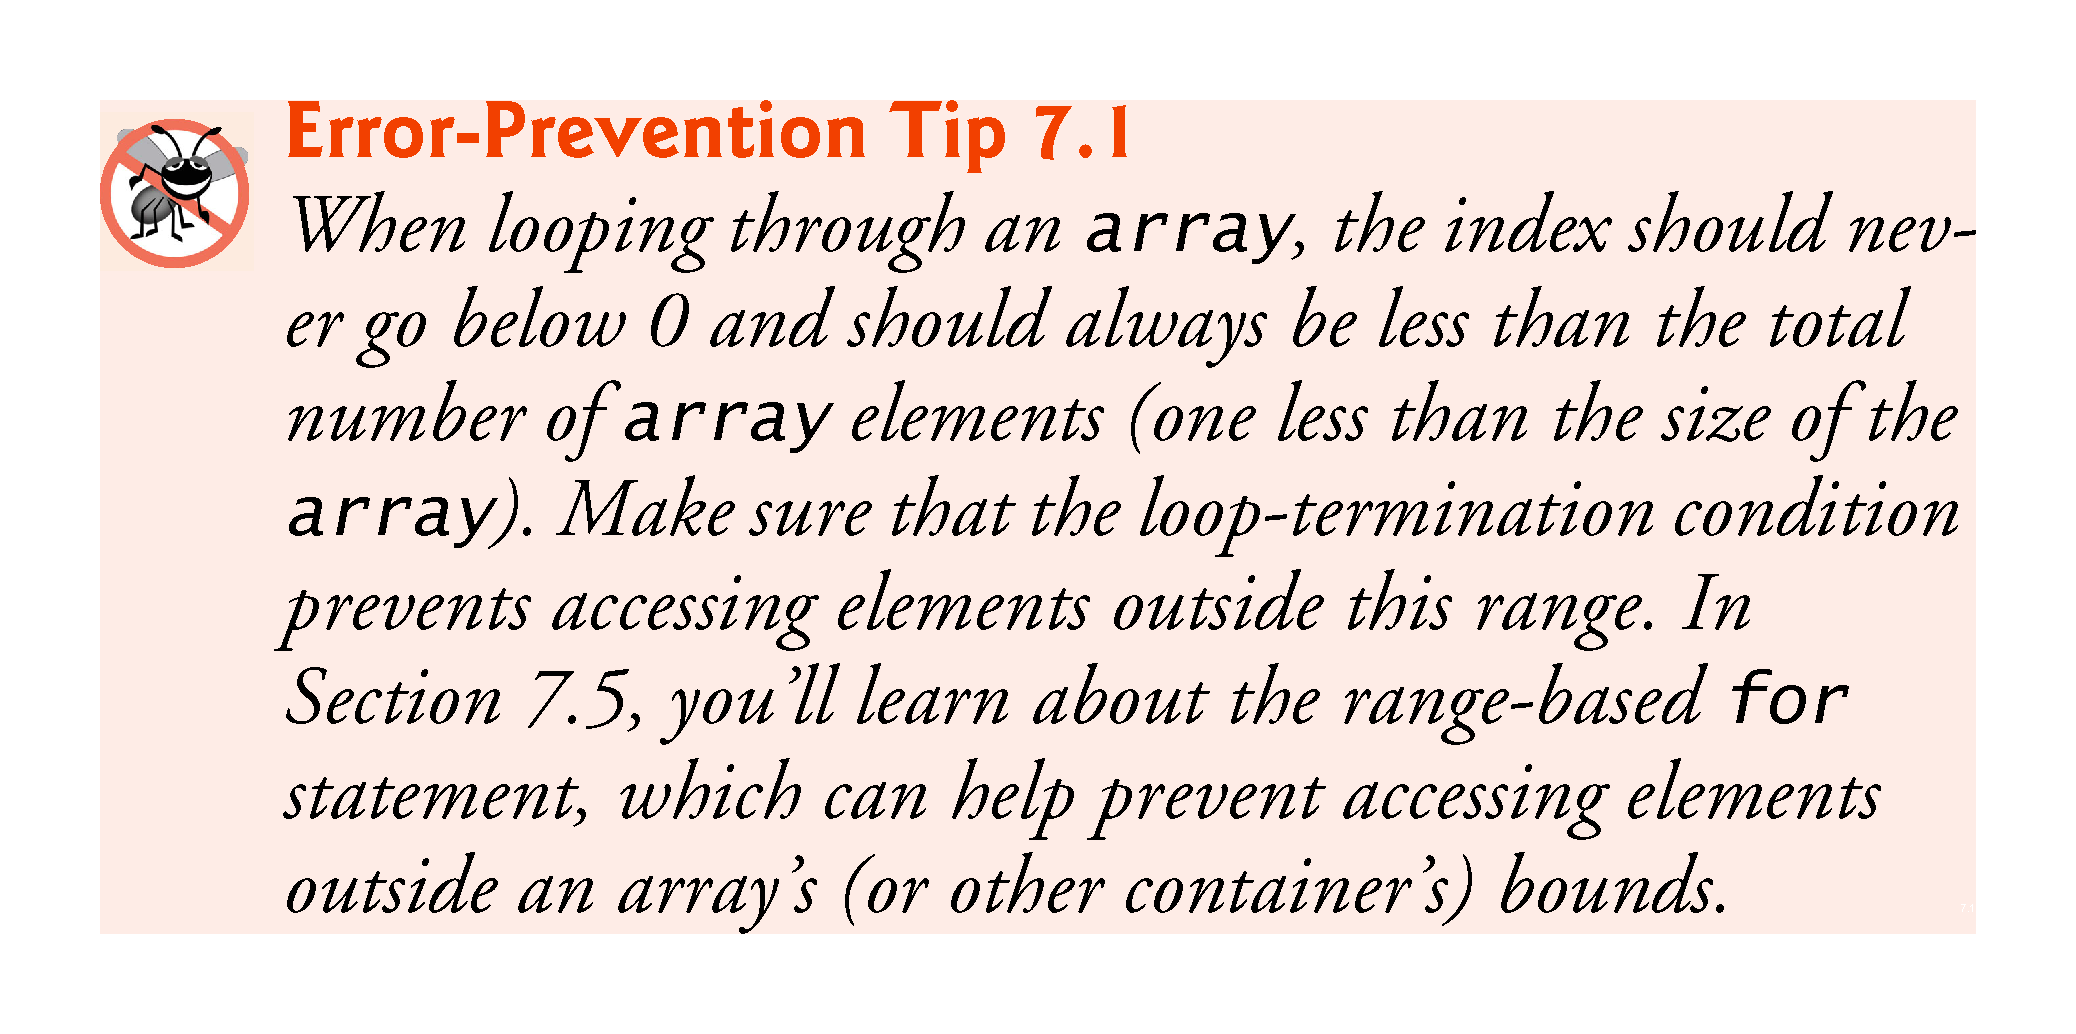 Error-Prevention Tip 7.1
When looping through an array, the index should nev-
er go below 0 and should always be less than the total
number of array elements (one less than the size of the
array). Make sure that the loop-termination condition
prevents accessing elements outside this range. In
Section 7.5, you’ll learn about the range-based for
statement, which can help prevent accessing elements
outside an array’s (or other container’s) bounds.